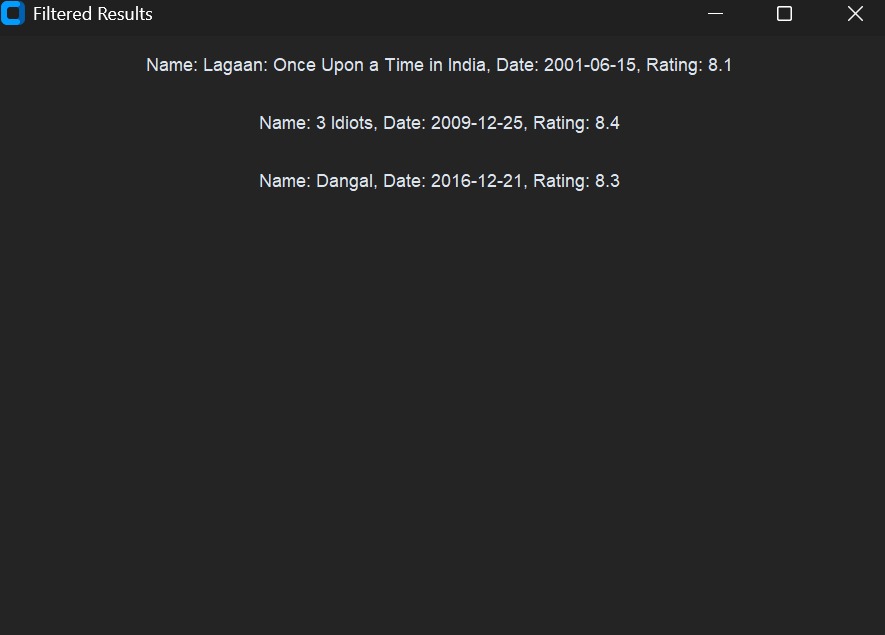 Filtered Results
Name: Lagaan: Once Upon a Time in India, Date: 2001-06-15, Rating: 8.1
Name: 3 Idiots, Date: 2009-12-25, Rating: 8.4
Name: Dangal, Date: 2016-12-21, Rating: 8.3